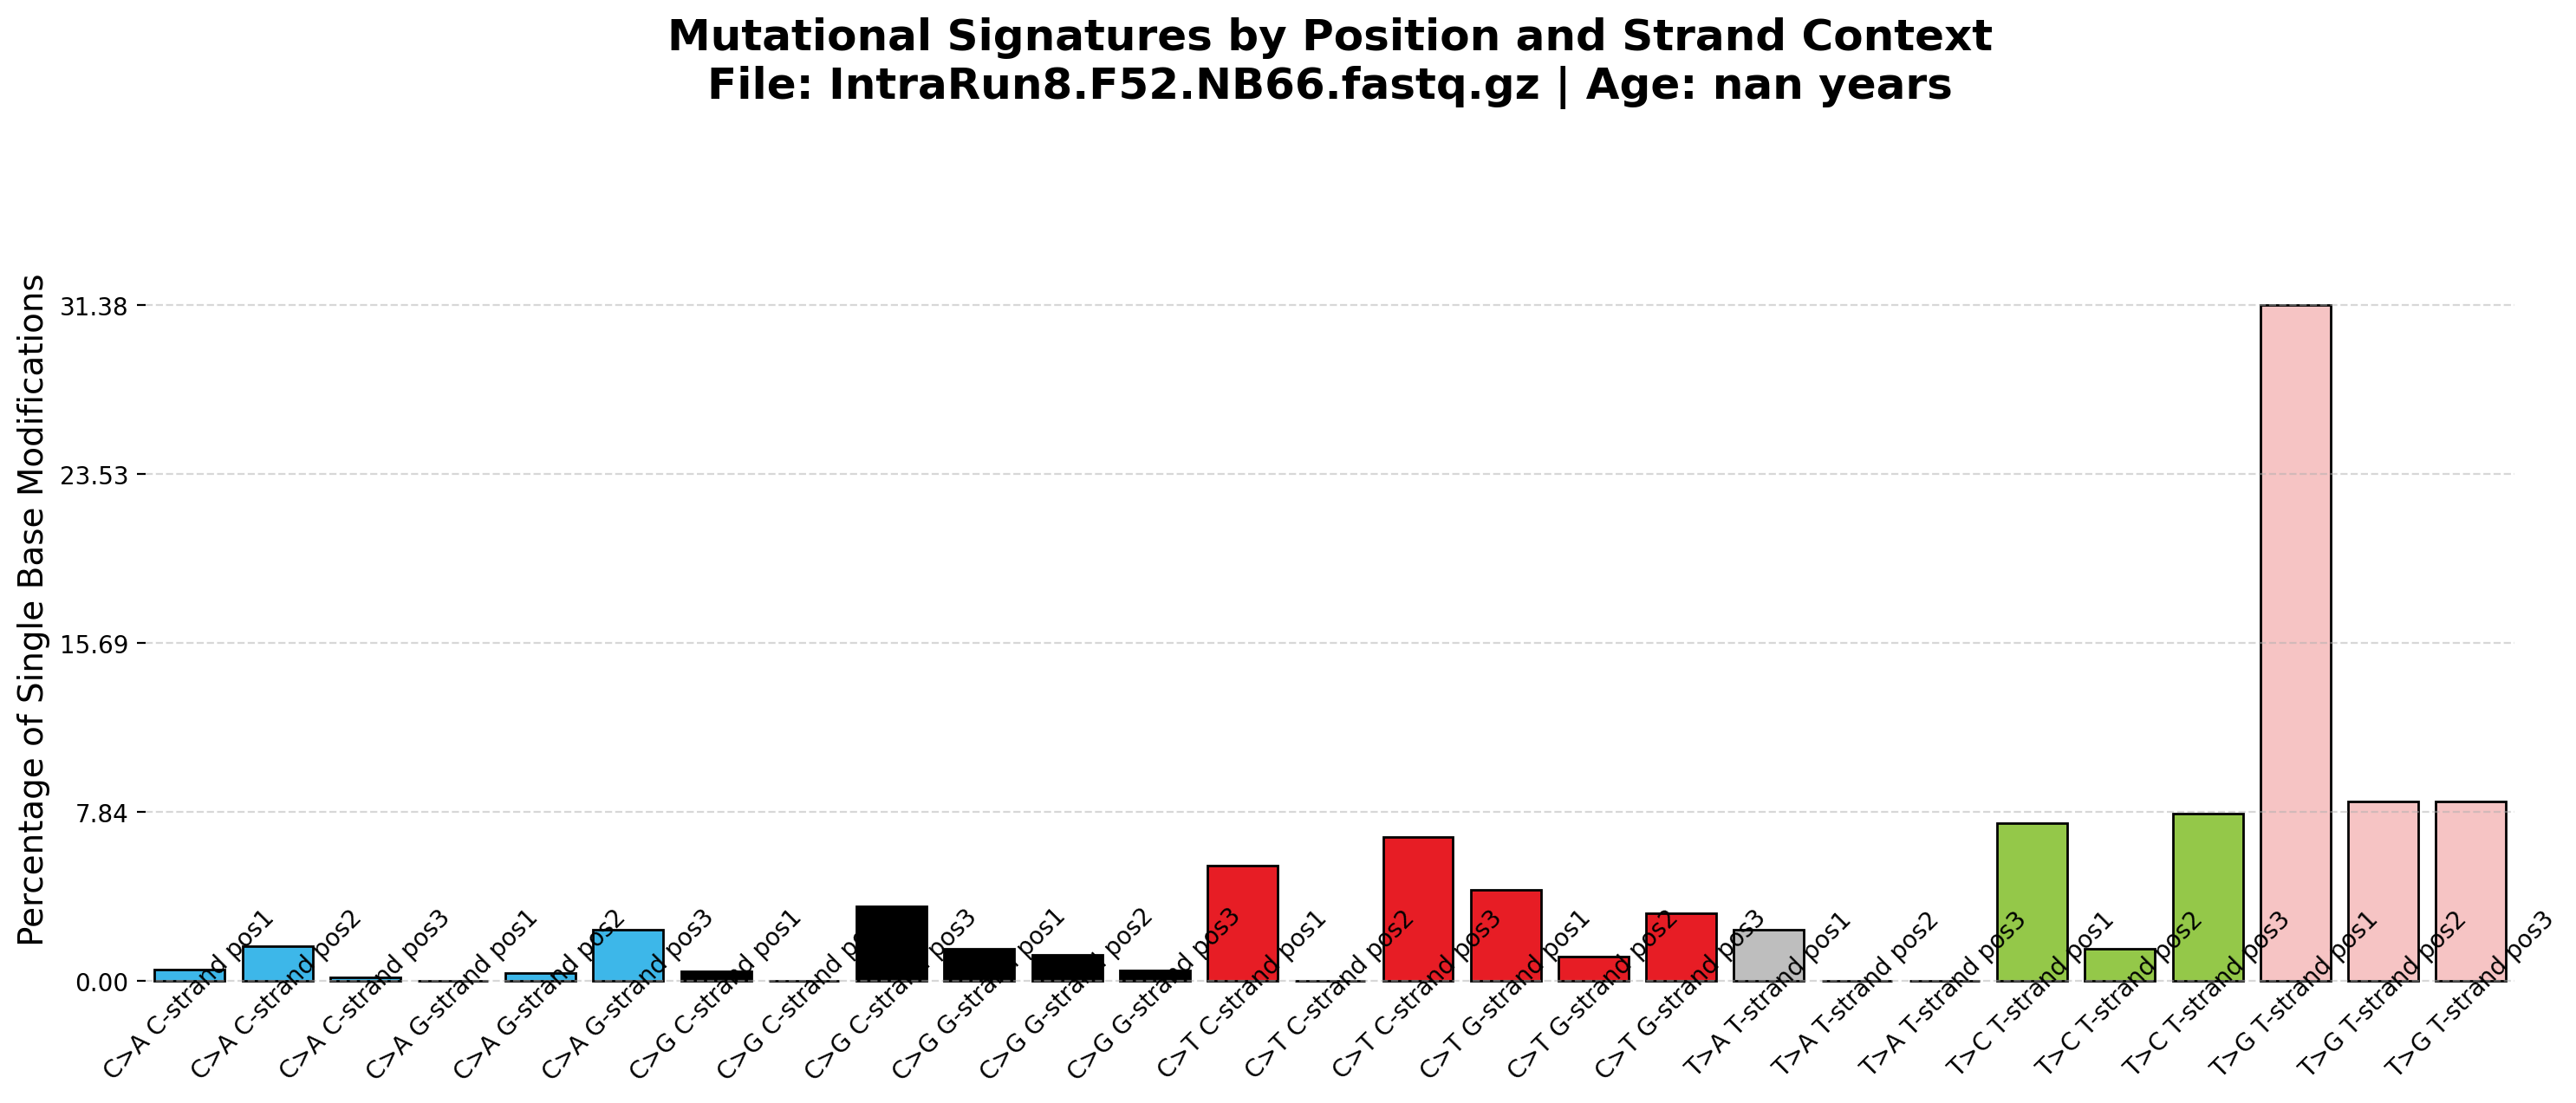 Mutational Signatures by Position and Strand Context
File: IntraRun8.F52.NB66.fastq.gz | Age: nan years
Percentage of Single Base Modifications
31.38
23.53
15.69
7.84
0.00
C>A C-strand pos1
C>A C-strand pos2
C>A C-strand pos3
C>A G-strand pos1
C>A G-strand pos2
C>A G-strand pos3
C>G C-strand pos1
C>G C-strand pos2
C>G C-strand pos3
C>G G-strand pos1
C>G G-strand pos2
C>G G-strand pos3
C>T C-strand pos1
C>T C-strand pos2
C>T C-strand pos3
C>T G-strand pos1
C>T G-strand pos2
C>T G-strand pos3
T>A T-strand pos1
T>A T-strand pos2
T>A T-strand pos3
T>C T-strand pos1
T>C T-strand pos2
T>C T-strand pos3
T>G T-strand pos1
T>G T-strand pos2
T>G T-strand pos3